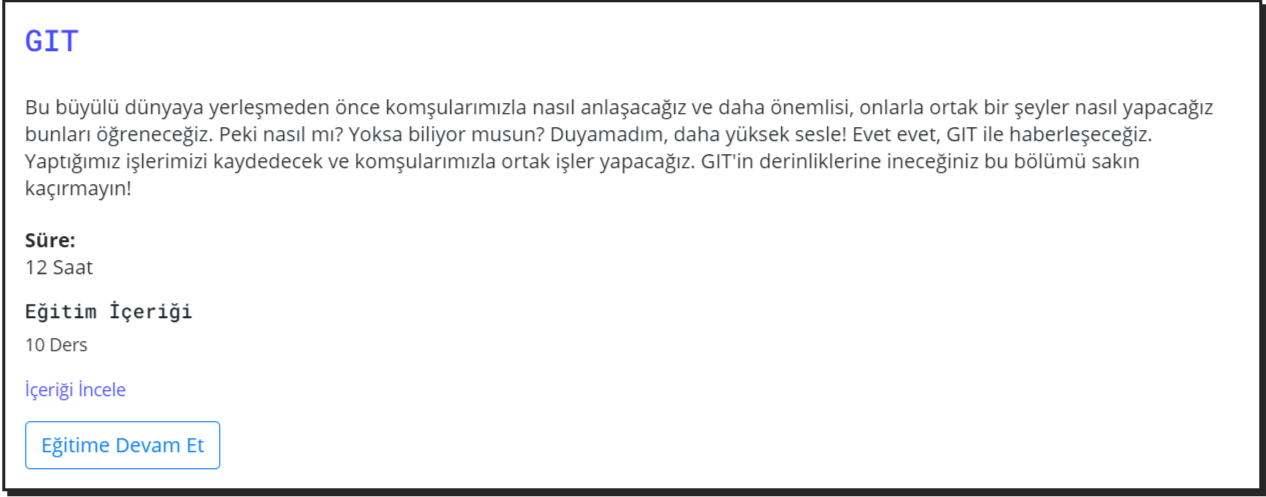 GIT
Bu büyülü dünyaya yerleşmeden önce komşularımızla nasıl anlaşacağız ve daha önemlisi, onlarla ortak bir şeyler nasıl yapacağız
bunları öğreneceğiz. Peki nasıl mı? Yoksa biliyor musun? Duyamadım, daha yüksek sesle! Evet evet, GIT ile haberleşeceğiz.
Yaptığımız işlerimizi kaydedecek ve komşularımızla ortak işler yapacağız. GIT'in derinliklerine ineceğiniz bu bölümü sakın
kaçırmayın!
Süre:
12 Saat
Eğitim İçeriği
10 Ders
İçeriği İncele
Eğitime Devam Et